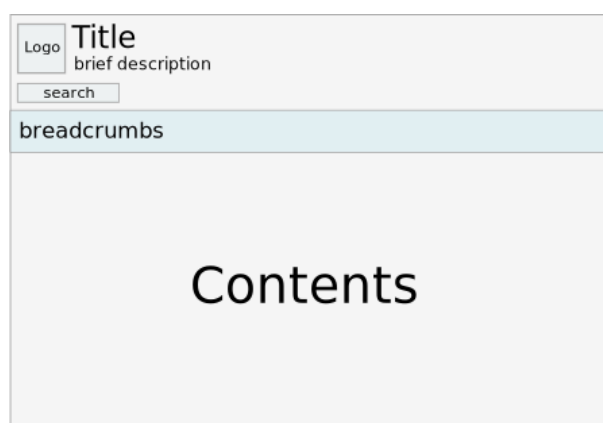 Logo
Title
brief description
search
breadcrumbs
Contents